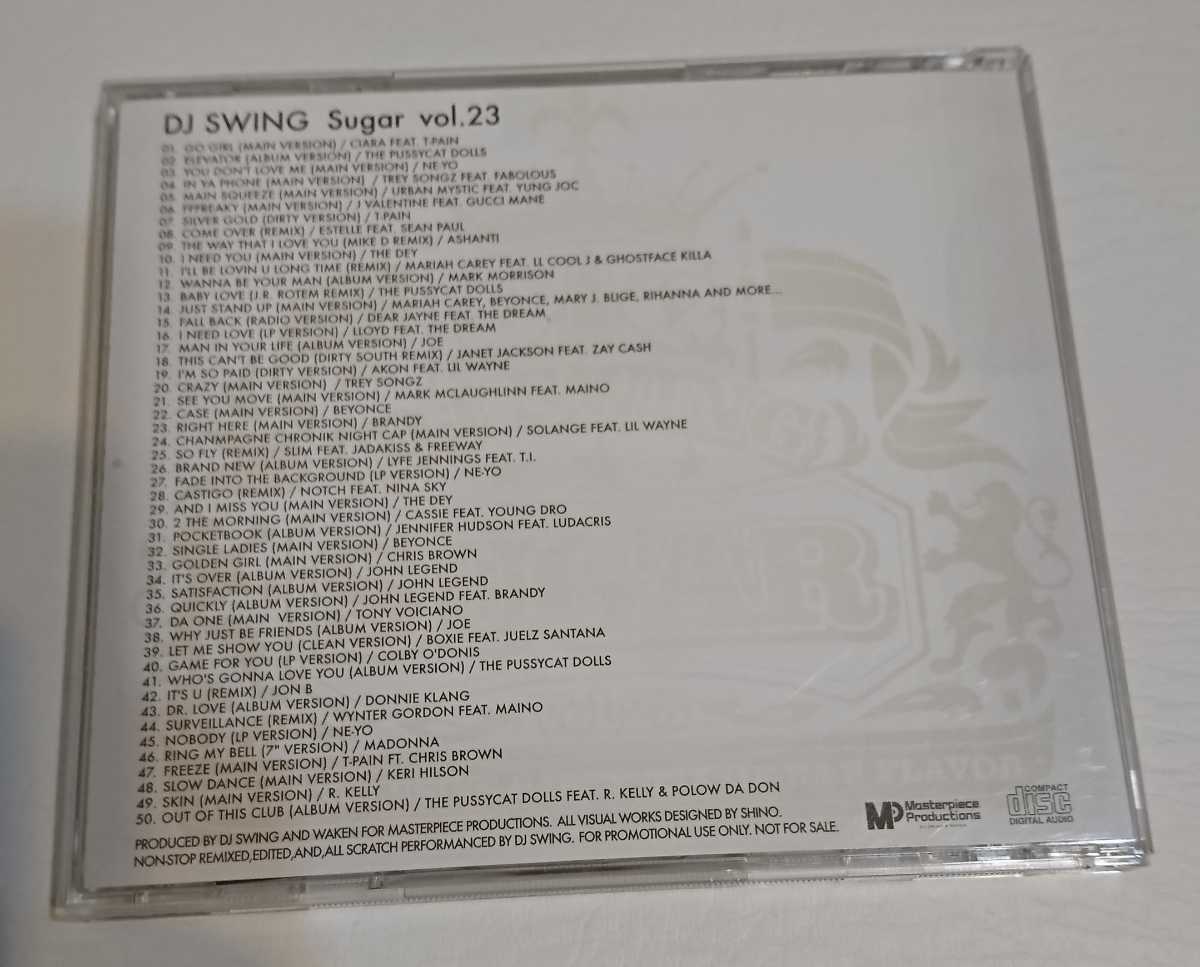 DJ SWING Sugar vol.23
01. GO GIRL (MAIN VERSION) / CIARA FEAT. T-PAIN
02. ELEVATOR (ALBUM VERSION) / THE PUSSYCAT DOLLS
03. YOU DON'T LOVE ME (MAIN VERSION) / NE-YO
04. IN YA PHONE (MAIN VERSION) / TREY SONGZ FEAT. FABOLOUS
05. MAIN SQUEEZE (MAIN VERSION) / URBAN MYSTIC FEAT. YUNG JOC
06. FFFREAKY (MAIN VERSION) / J VALENTINE FEAT. GUCCI MANE
07. SILVER GOLD (DIRTY VERSION) / T-PAIN
08. COME OVER (REMIX) / ESTELLE FEAT. SEAN PAUL
09. THE WAY THAT I LOVE YOU (MIKE D REMIX) / ASHANTI
10. I NEED YOU (MAIN VERSION) / THE DEY
11. I'LL BE LOVIN U LONG TIME (REMIX) / MARIAH CAREY FEAT. LL COOL J & GHOSTFACE KILLA
12. WANNA BE YOUR MAN (ALBUM VERSION) / MARK MORRISON
13. BABY LOVE (J.R. ROTEM REMIX) / THE PUSSYCAT DOLLS
14. JUST STAND UP (MAIN VERSION) / MARIAH CAREY, BEYONCE, MARY J. BLIGE, RIHANNA AND MORE...
15. FALL BACK (RADIO VERSION) / DEAR JAYNE FEAT. THE DREAM
16. I NEED LOVE (LP VERSION) / LLOYD FEAT. THE DREAM
17. MAN IN YOUR LIFE (ALBUM VERSION) / JOE
18. THIS CAN'T BE GOOD (DIRTY SOUTH REMIX) / JANET JACKSON FEAT. ZAY CASH
19. I'M SO PAID (DIRTY VERSION) / AKON FEAT. LIL WAYNE
20. CRAZY (MAIN VERSION) / TREY SONGZ
21. SEE YOU MOVE (MAIN VERSION) / MARK MCLAUGHLINN FEAT. MAINO
22. CASE (MAIN VERSION) / BEYONCE
23. RIGHT HERE (MAIN VERSION) / BRANDY
24. CHANMPAGNE CHRONIK NIGHT CAP (MAIN VERSION) / SOLANGE FEAT. LIL WAYNE
25. SO FLY (REMIX) / SLIM FEAT. JADAKISS & FREEWAY
26. BRAND NEW (ALBUM VERSION) / LYFE JENNINGS FEAT. T.I.
27. FADE INTO THE BACKGROUND (LP VERSION) / NE-YO
28. CASTIGO (REMIX) / NOTCH FEAT. NINA SKY
29. AND I MISS YOU (MAIN VERSION) / THE DEY
30. 2 THE MORNING (MAIN VERSION) / CASSIE FEAT. YOUNG DRO
31. POCKETBOOK (ALBUM VERSION) / JENNIFER HUDSON FEAT. LUDACRIS
32. SINGLE LADIES (MAIN VERSION) / BEYONCE
33. GOLDEN GIRL (MAIN VERSION) / CHRIS BROWN
34. IT'S OVER (ALBUM VERSION) / JOHN LEGEND
35. SATISFACTION (ALBUM VERSION) / JOHN LEGEND
36. QUICKLY (ALBUM VERSION) / JOHN LEGEND FEAT. BRANDY
37. DA ONE (MAIN VERSION) / TONY VOICIANO
38. WHY JUST BE FRIENDS (ALBUM VERSION) / JOE
39. LET ME SHOW YOU (CLEAN VERSION) / BOXIE FEAT. JUELZ SANTANA
40. GAME FOR YOU (LP VERSION) / COLBY O'DONIS
41. WHO'S GONNA LOVE YOU (ALBUM VERSION) / THE PUSSYCAT DOLLS
42. IT'S U (REMIX) / JON B
43. DR. LOVE (ALBUM VERSION) / DONNIE KLANG
44. SURVEILLANCE (REMIX) / WYNTER GORDON FEAT. MAINO
45. NOBODY (LP VERSION) / NE-YO
46. RING MY BELL (7" VERSION) / MADONNA
47. FREEZE (MAIN VERSION) / T-PAIN FT. CHRIS BROWN
48. SLOW DANCE (MAIN VERSION) / KERI HILSON
49. SKIN (MAIN VERSION) / R. KELLY
50. OUT OF THIS CLUB (ALBUM VERSION) / THE PUSSYCAT DOLLS FEAT. R. KELLY & POLOW DA DON
PRODUCED BY DJ SWING AND WAKEN FOR MASTERPIECE PRODUCTIONS. ALL VISUAL WORKS DESIGNED BY SHINO.
NON-STOP REMIXED,EDITED,AND,ALL SCRATCH PERFORMANCED BY DJ SWING. FOR PROMOTIONAL USE ONLY. NOT FOR SALE.
MP Masterpiece
Productions
COMPACT
disc
DIGITAL AUDIO